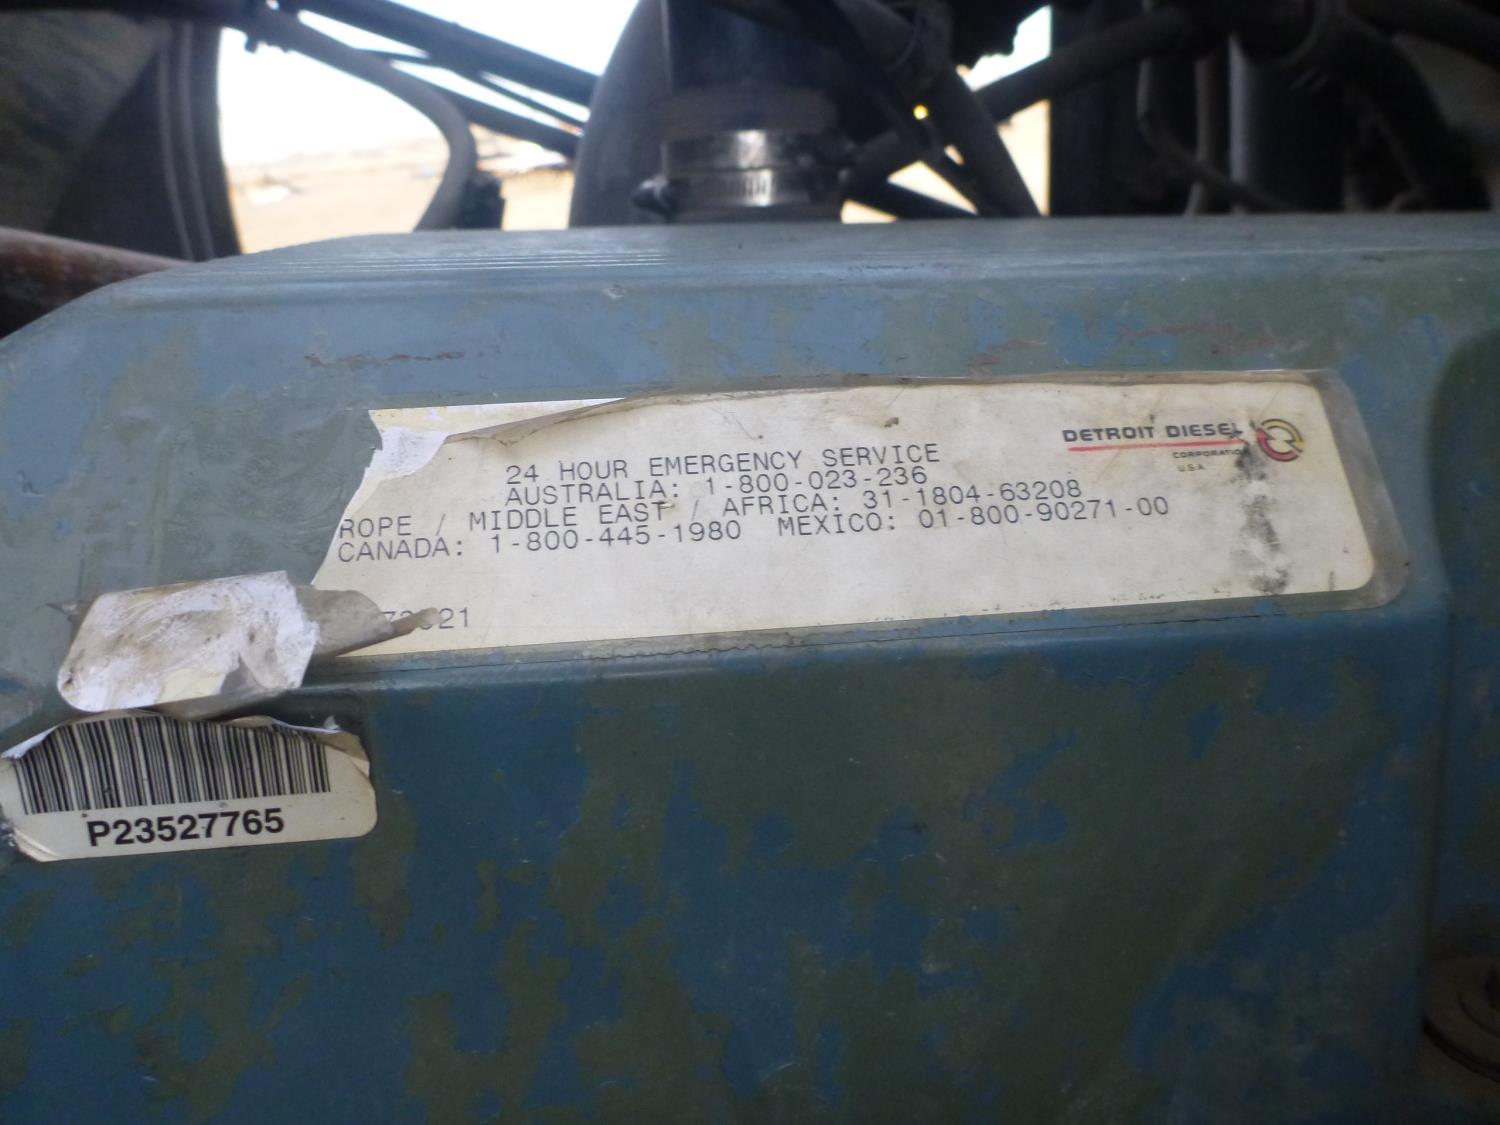 DETROIT DIESEL
CORPORATION
U.S.A
24 HOUR EMERGENCY SERVICE
AUSTRALIA: 1-800-023-236
ROPE / MIDDLE EAST / AFRICA: 31-1804-63208
CANADA: 1-800-445-1980 MEXICO: 01-800-90271-00
P23527765